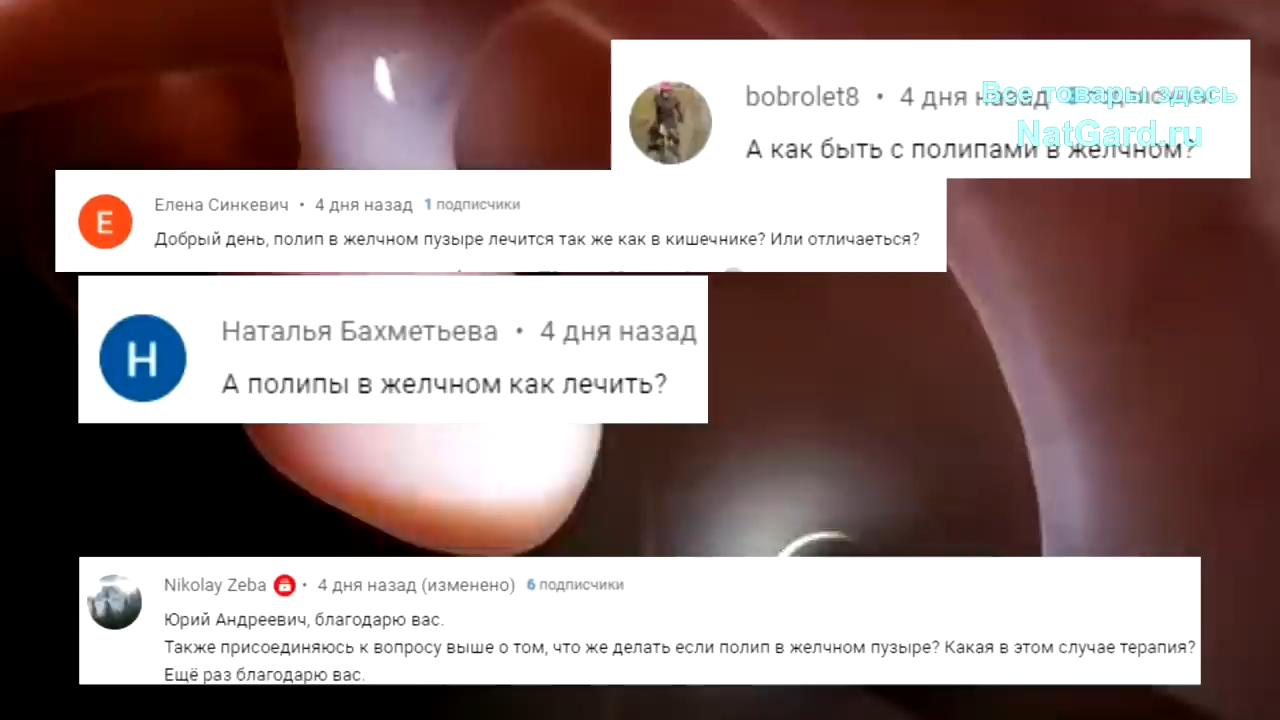 bobrolet8 • 4 дня назад
Все товары здесь
NatGard.ru
А как быть с полипами в желчном?
Е
Елена Синкевич • 4 дня назад 1 подписчики
Добрый день, полип в желчном пузыре лечится так же как в кишечнике? Или отличаеться?
Н
Наталья Бахметьева • 4 дня назад
А полипы в желчном как лечить?
Nikolay Zeba • 4 дня назад (изменено) 6 подписчики
Юрий Андреевич, благодарю вас.
Также присоединяюсь к вопросу выше о том, что же делать если полип в желчном пузыре? Какая в этом случае терапия?
Ещё раз благодарю вас.